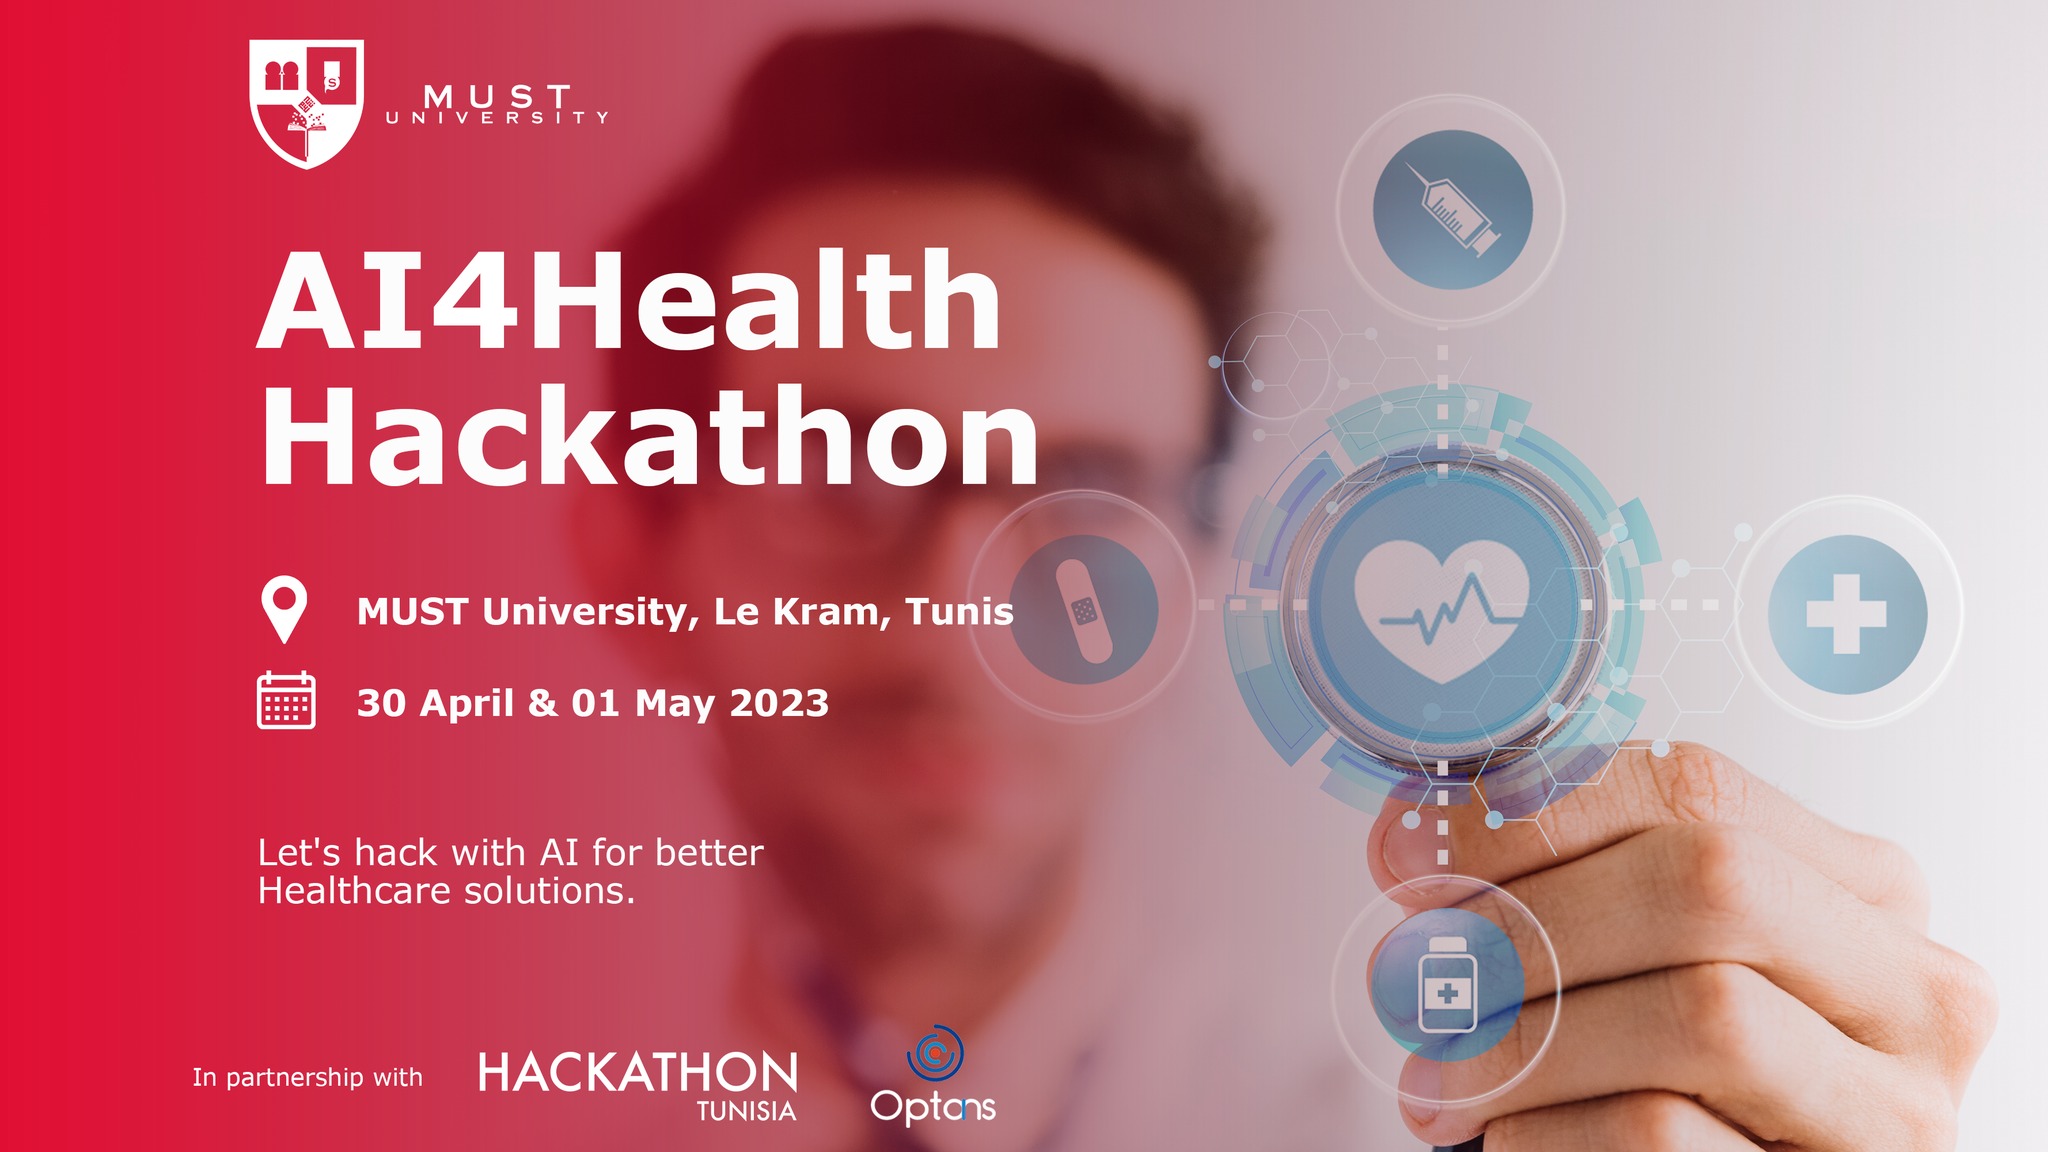 MUST
UNIVERSITY
AI4Health
Hackathon
MUST University, Le Kram, Tunis
30 April & 01 May 2023
Let's hack with AI for better
Healthcare solutions.
In partnership with
HACKATHON
TUNISIA
Optans